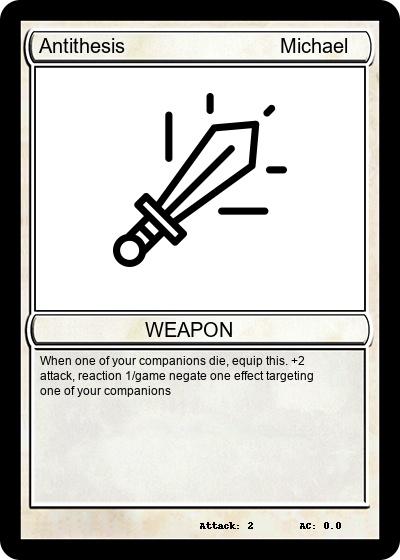 Antithesis Michael
WEAPON
When one of your companions die, equip this. +2
attack, reaction 1/game negate one effect targeting
one of your companions
Attack: 2 AC: 0.0